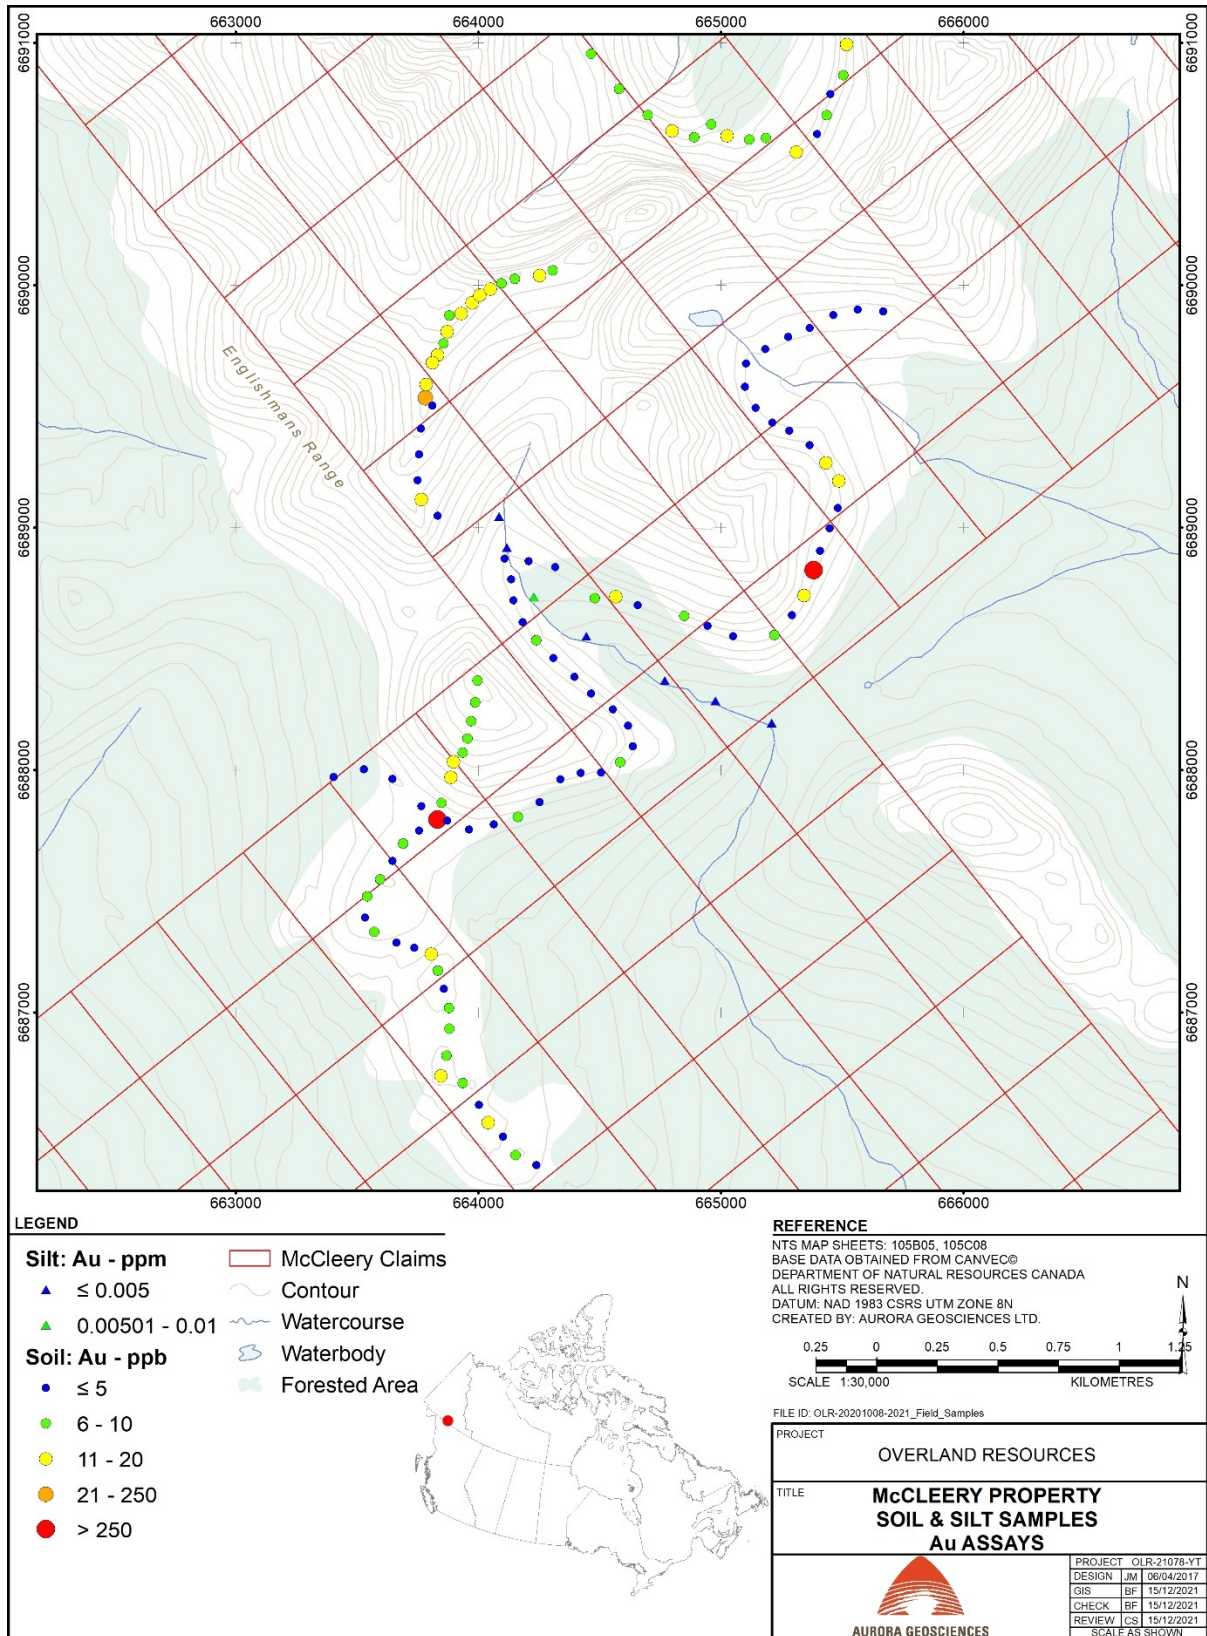 663000 664000 665000 666000
6691000 6691000
6690000 6690000
Englishmans Range
6689000 6689000
6688000 6688000
6687000 6687000
663000 664000 665000 666000
LEGEND
Silt: Au - ppm
≤ 0.005
0.00501 - 0.01
Soil: Au - ppb
≤ 5
6 - 10
11 - 20
21 - 250
> 250
McCleery Claims
Contour
Watercourse
Waterbody
Forested Area
REFERENCE
NTS MAP SHEETS: 105B05, 105C08
BASE DATA OBTAINED FROM CANVEC©
DEPARTMENT OF NATURAL RESOURCES CANADA
ALL RIGHTS RESERVED.
DATUM: NAD 1983 CSRS UTM ZONE 8N
CREATED BY: AURORA GEOSCIENCES LTD.
N
0.25 0 0.25 0.5 0.75 1 1.25
SCALE 1:30,000 KILOMETRES
FILE ID: OLR-20201008-2021_Field_Samples
PROJECT
OVERLAND RESOURCES
TITLE
McCLEERY PROPERTY
SOIL & SILT SAMPLES
Au ASSAYS
AURORA GEOSCIENCES
PROJECT OLR-21078-YT
DESIGN JM 06/04/2017
GIS BF 15/12/2021
CHECK BF 15/12/2021
REVIEW CS 15/12/2021
SCALE AS SHOWN